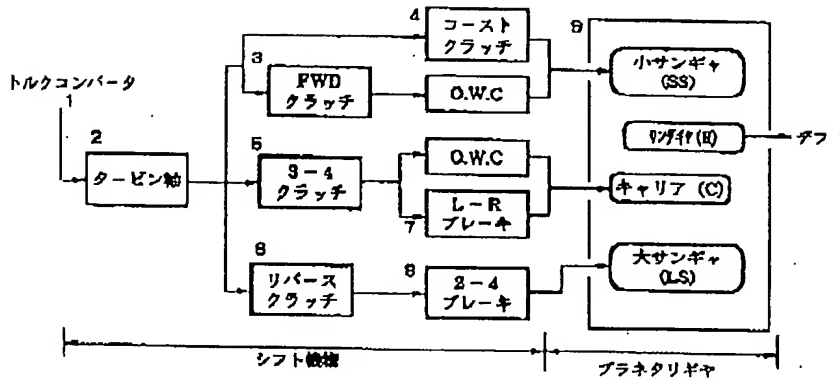 トルクコンバータ
1
2
タービン軸
3
FWD
クラッチ
4
コースト
クラッチ
O.W.C
5
3-4
クラッチ
O.W.C
7
L-R
ブレーキ
6
リバース
クラッチ
8
2-4
ブレーキ
9
小サンギャ
(SS)
リングギヤ(R)
デフ
キャリア (C)
大サンギャ
(LS)
シフト機構
プラネタリギヤ